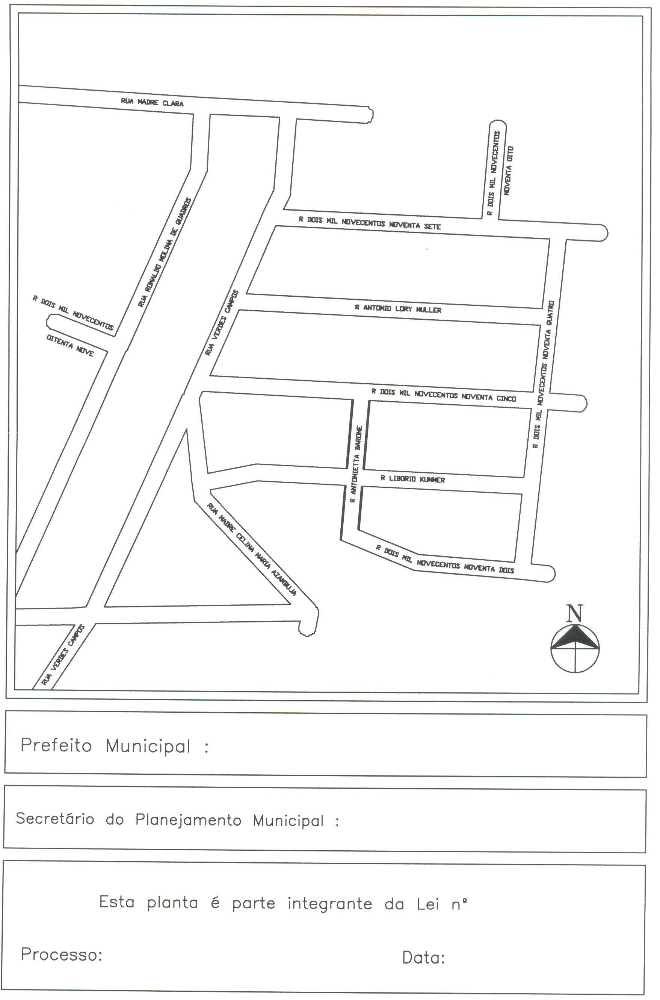 RUA MADRE CLARA
R DOIS MIL NOVECENTOS
NOVENTA OITO
RUA RONALDO MOLINA DE QUADROS
R DOIS MIL NOVECENTOS NOVENTA SETE
R DOIS MIL NOVECENTOS
OITENTA NOVE
RUA VERDES CAMPOS
R ANTONIO LORY MULLER
R DOIS MIL NOVECENTOS NOVENTA QUATRO
R DOIS MIL NOVECENTOS NOVENTA CINCO
R ANTONIETTA BARONE
R LIBORIO KUMMER
RUA MADRE CELINA MARIA AZAMBUJA
R DOIS MIL NOVECENTOS NOVENTA DOIS
N
RUA VERDES CAMPOS
Prefeito Municipal :
Secretário do Planejamento Municipal :
Esta planta é parte integrante da Lei nº
Processo:
Data: